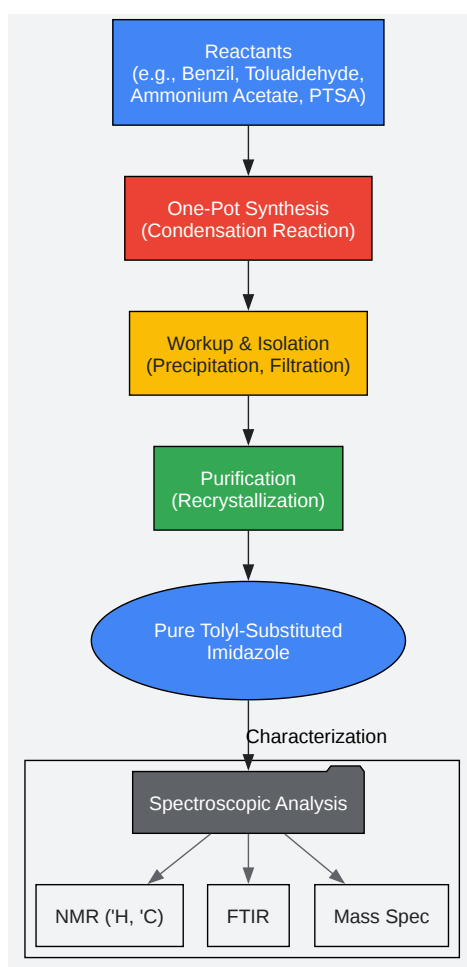 Reactants
(e.g., Benzil, Tolualdehyde,
Ammonium Acetate, PTSA)
One-Pot Synthesis
(Condensation Reaction)
Workup & Isolation
(Precipitation, Filtration)
Purification
(Recrystallization)
Pure Tolyl-Substituted
Imidazole
Characterization
Spectroscopic Analysis
NMR ('H, 'C)
FTIR
Mass Spec